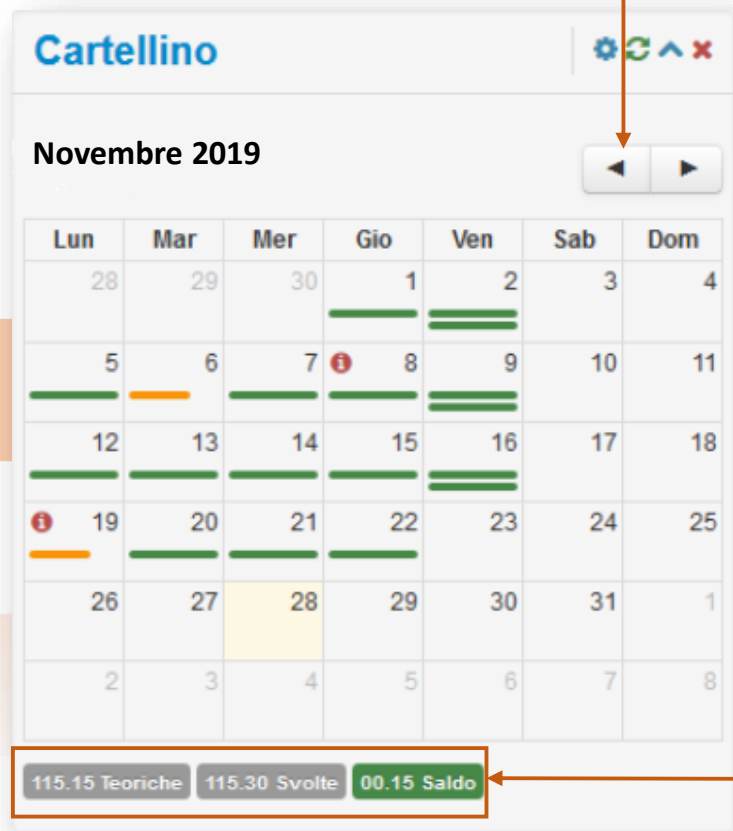 Cartellino
Novembre 2019
Lun Mar Mer Gio Ven Sab Dom
28 29 30 1 2 3 4
5 6 7 8 9 10 11
12 13 14 15 16 17 18
19 20 21 22 23 24 25
26 27 28 29 30 31 1
2 3 4 5 6 7 8
115.15 Teoriche 115.30 Svolte 00.15 Saldo